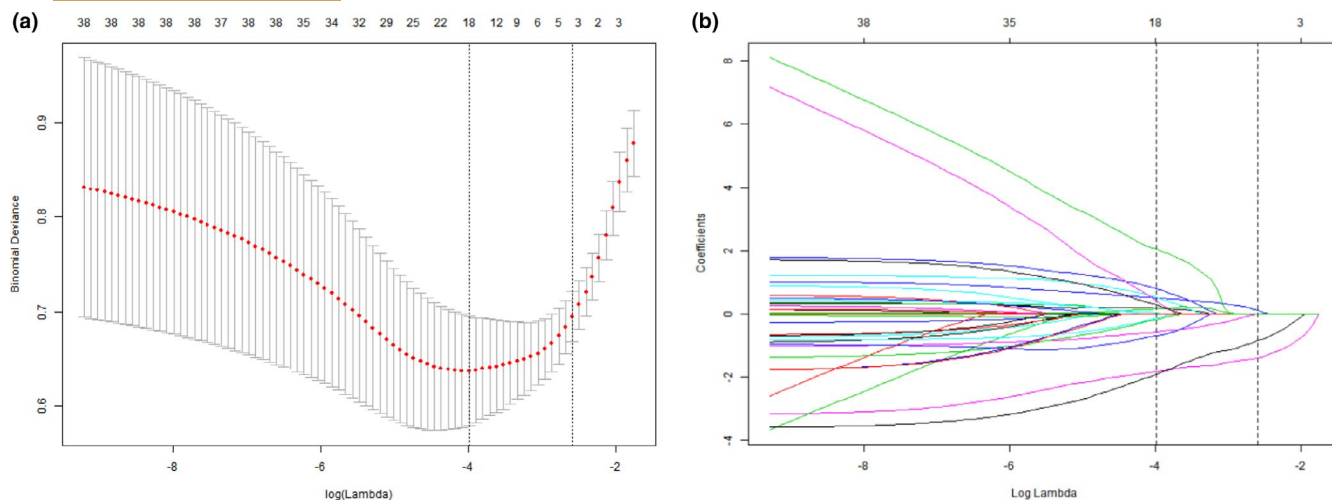 (a)
38 38 38 38 37 38 38 35 34 32 29 25 22 18 12 9 6 5 3 2 3
0.9
0.8
0.7
0.6
Binomial Deviance
-8 -6 -4 -2
log(Lambda)
(b)
38 35 18 3
8
6
4
2
0
-2
-4
Coefficients
-8 -6 -4 -2
Log Lambda